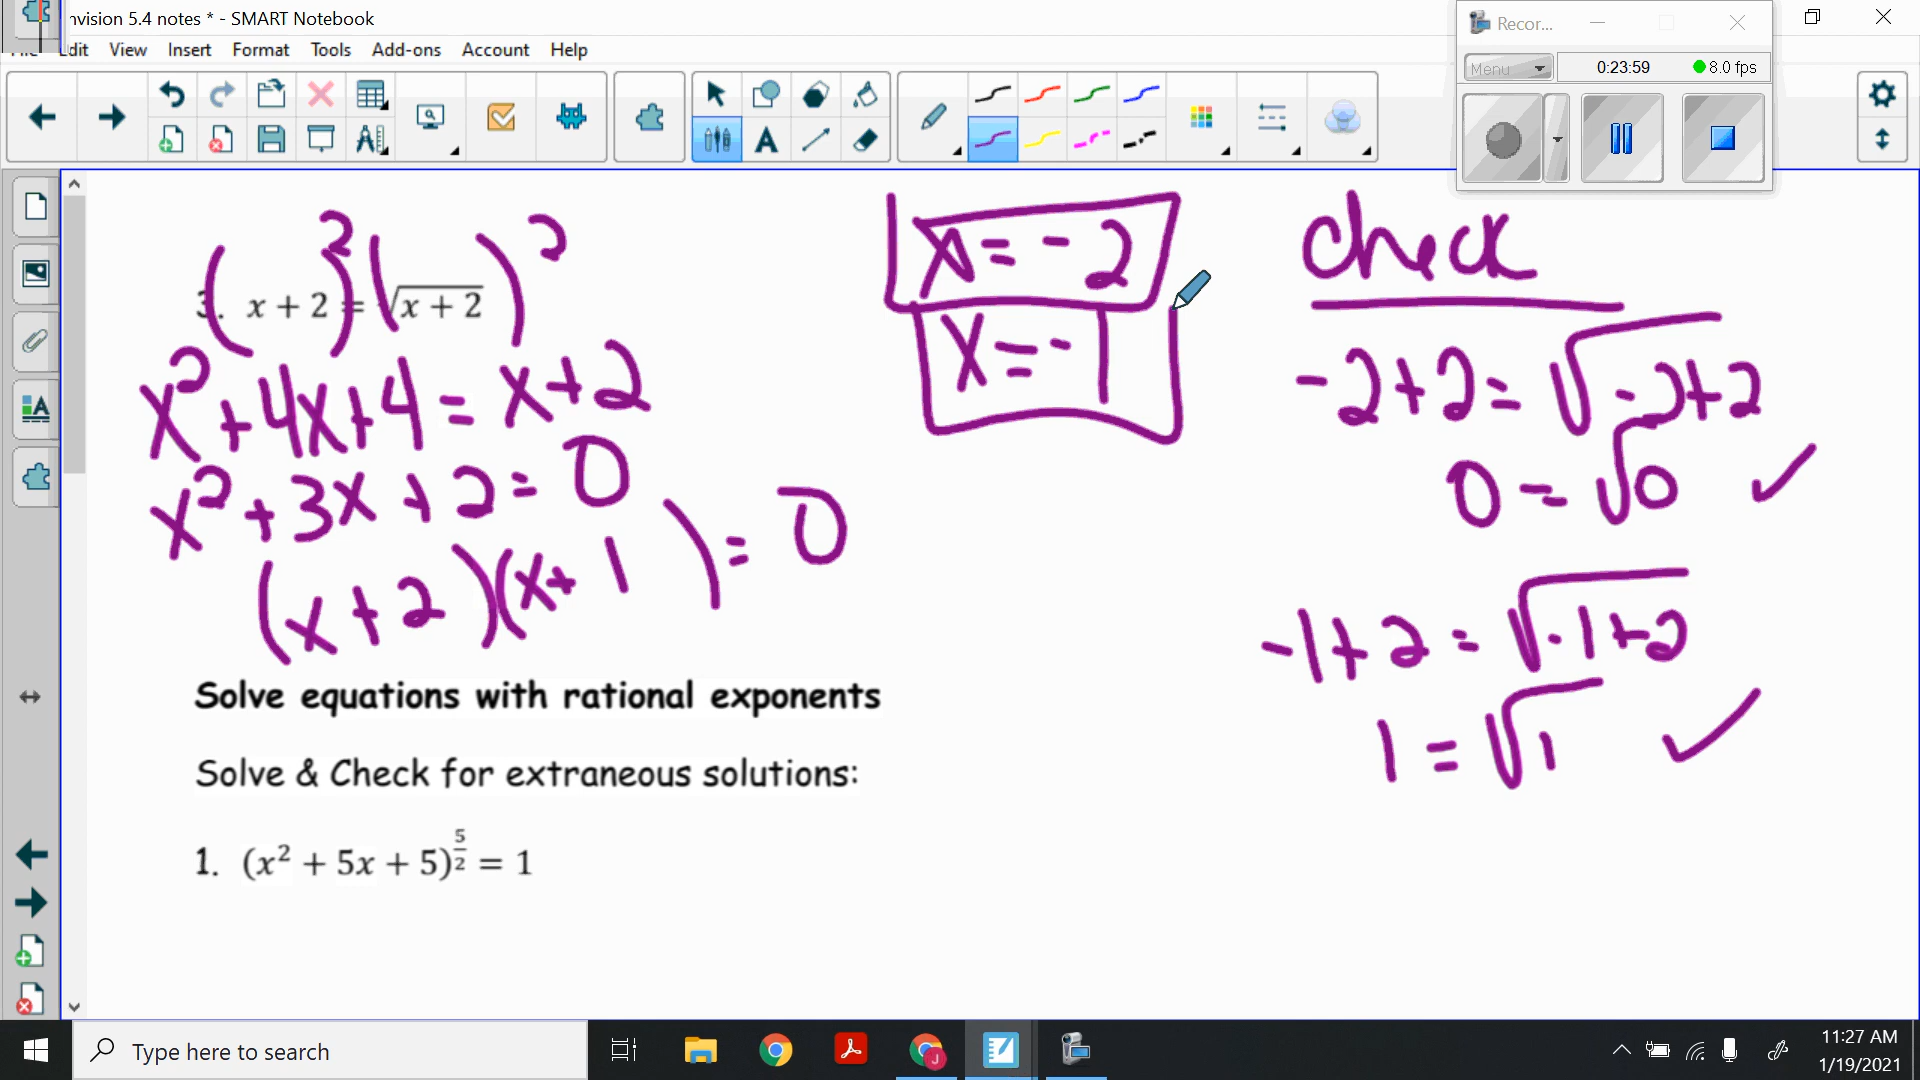 nvision 5.4 notes * - SMART Notebook
Edit View Insert Format Tools Add-ons Account Help
Recor...
Menu 00:23:59 8.0 fps
( )² ( )²
3. x + 2 = √(x + 2)
x² + 4x + 4 = x + 2
x² + 3x + 2 = 0
(x + 2)(x + 1) = 0
x = -2
x = -1
check
-2 + 2 = √(-2 + 2)
0 = √0 ✓
-1 + 2 = √(-1 + 2)
1 = √1 ✓
Solve equations with rational exponents
Solve & Check for extraneous solutions:
1. (x² + 5x + 5)^(5/2) = 1
Type here to search
11:27 AM
1/19/2021